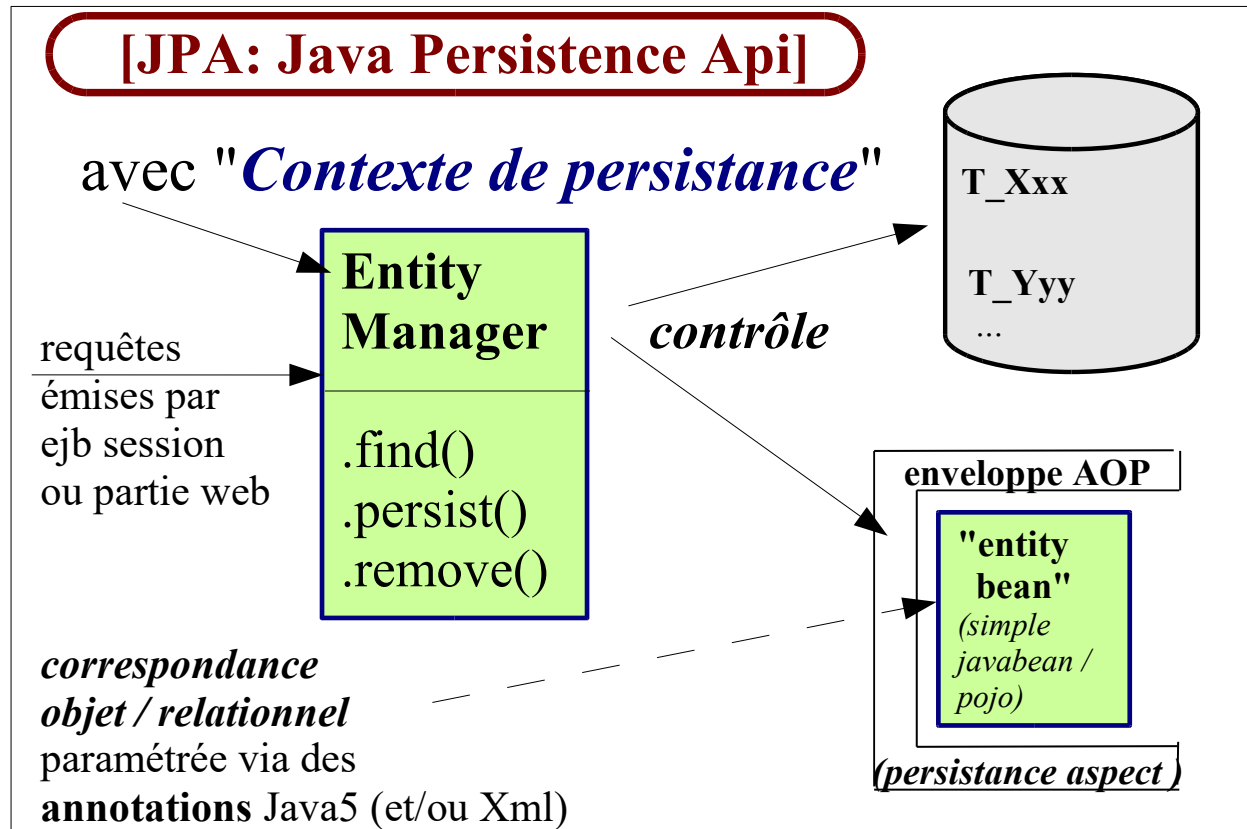 [JPA: Java Persistence Api]
avec "Contexte de persistance"
Entity
Manager
.find()
.persist()
.remove()
requêtes
émises par
ejb session
ou partie web
contrôle
T_Xxx
T_Yyy
...
enveloppe AOP
"entity
bean"
(simple
javabean /
pojo)
(persistance aspect )
correspondance
objet / relationnel
paramétrée via des
annotations Java5 (et/ou Xml)